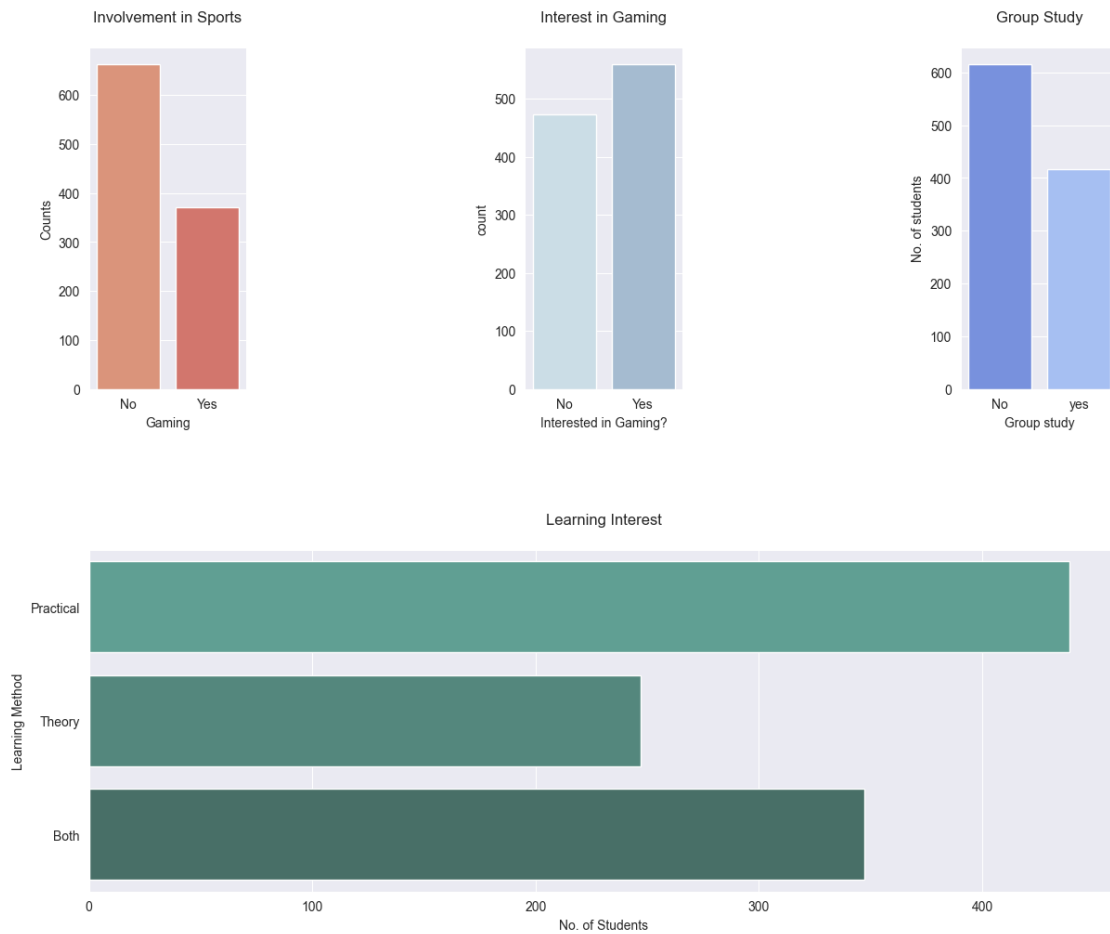 Involvement in Sports
600
500
400
300
200
100
0
Counts
No Yes
Gaming
Interest in Gaming
500
400
300
200
100
0
count
No Yes
Interested in Gaming?
Group Study
600
500
400
300
200
100
0
No. of students
No yes
Group study
Learning Interest
Learning Method
Practical
Theory
Both
0 100 200 300 400
No. of Students